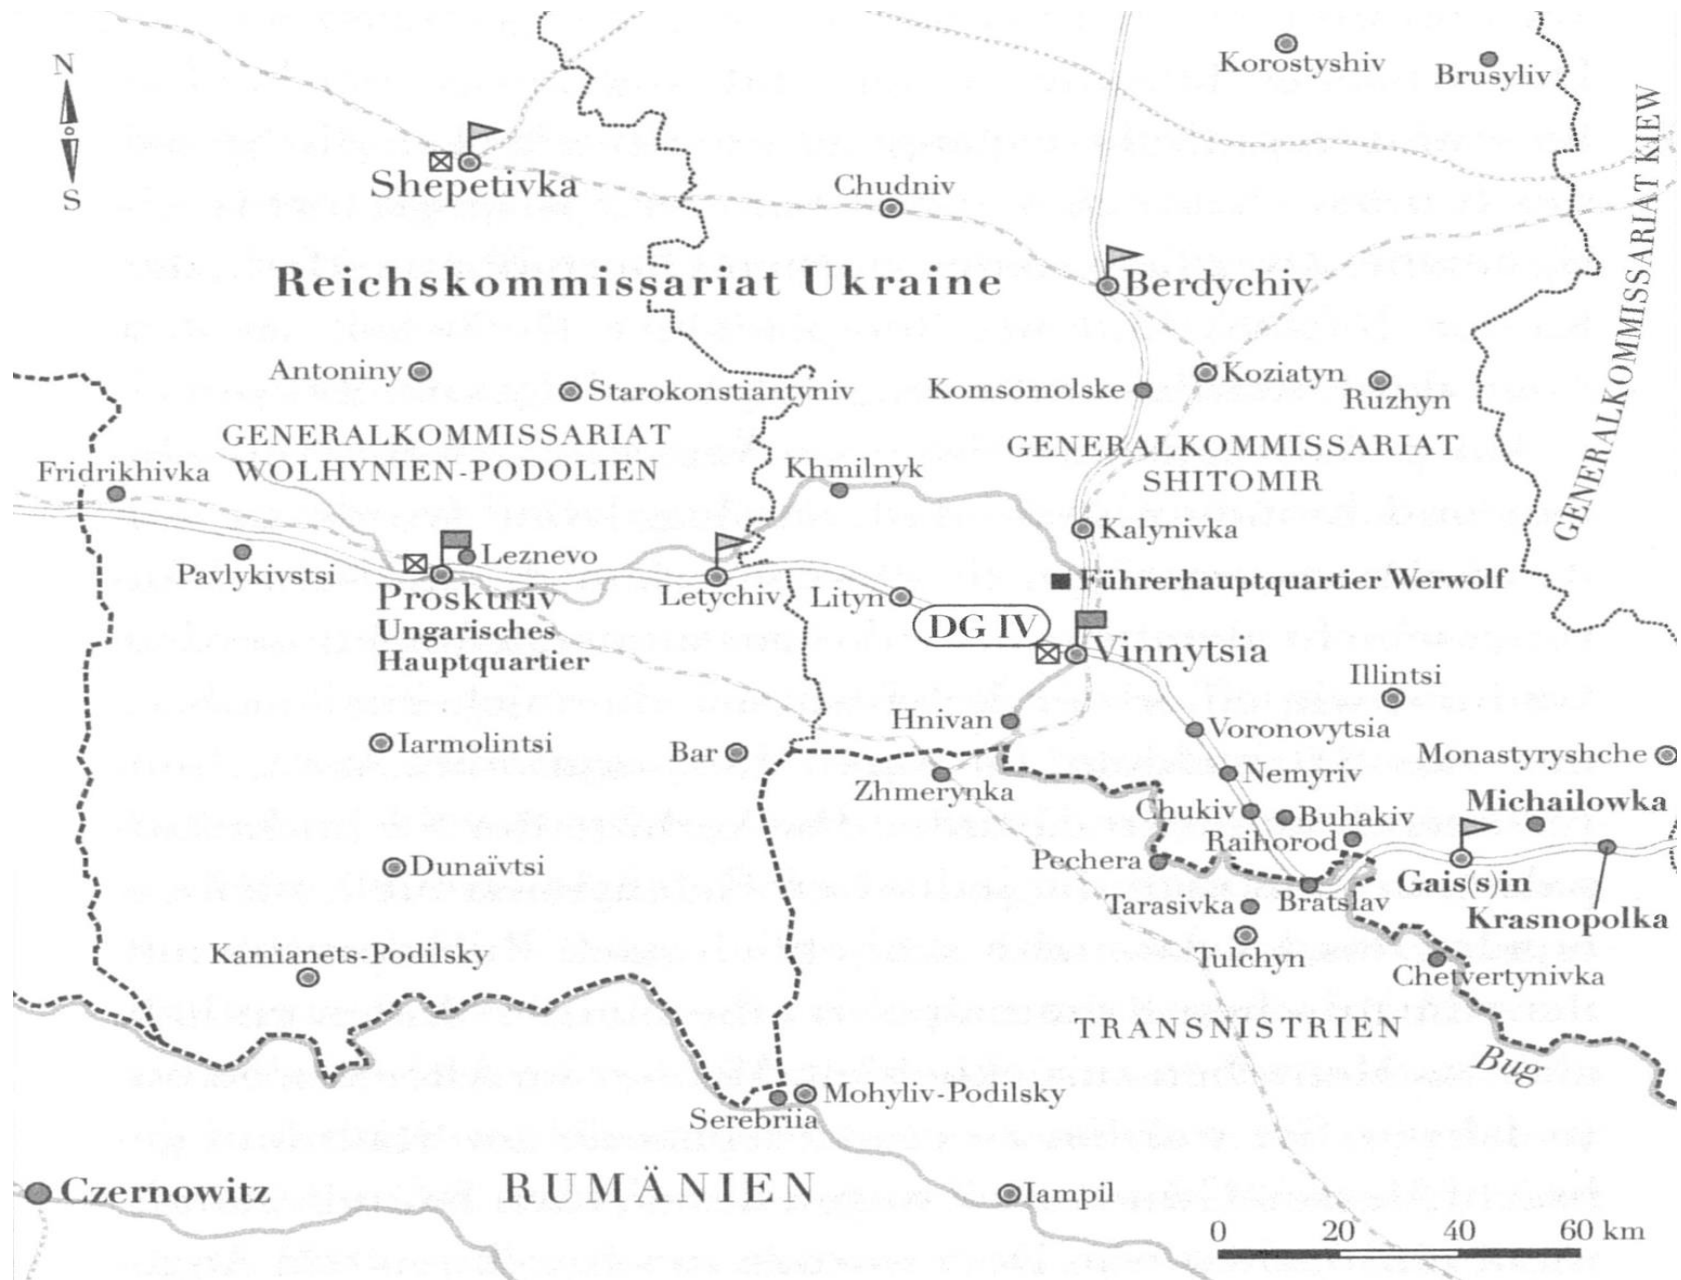 N
S
Korostyshiv
Brusyliv
Shepetivka
Chudniv
GENERALKOMMISSARIAT KIEW
Reichskommissariat Ukraine
Berdychiv
Antoniny
Starokonstiantyniv
Komsomolske
Koziatyn
Ruzhyn
GENERALKOMMISSARIAT
WOLHYNIEN-PODOLIEN
GENERALKOMMISSARIAT
SHITOMIR
Fridrikhivka
Khmilnyk
Kalynivka
Pavlykivstsi
Leznevo
Führerhauptquartier Werwolf
Proskuriv
Ungarisches
Hauptquartier
Letychiv
Lityn
DG IV
Vinnytsia
Illintsi
Hnivan
Voronovytsia
Iarmolintsi
Bar
Monastyryshche
Zhmerynka
Nemyriv
Michailowka
Chukiv
Buhakiv
Raihorod
Pechera
Dunaïvtsi
Gais(s)in
Tarasivka
Bratslav
Krasnopolka
Kamianets-Podilsky
Tulchyn
Chetvertynivka
TRANSNISTRIEN
Bug
Mohyliv-Podilsky
Serebriia
Czernowitz
RUMÄNIEN
Iampil
0 20 40 60 km